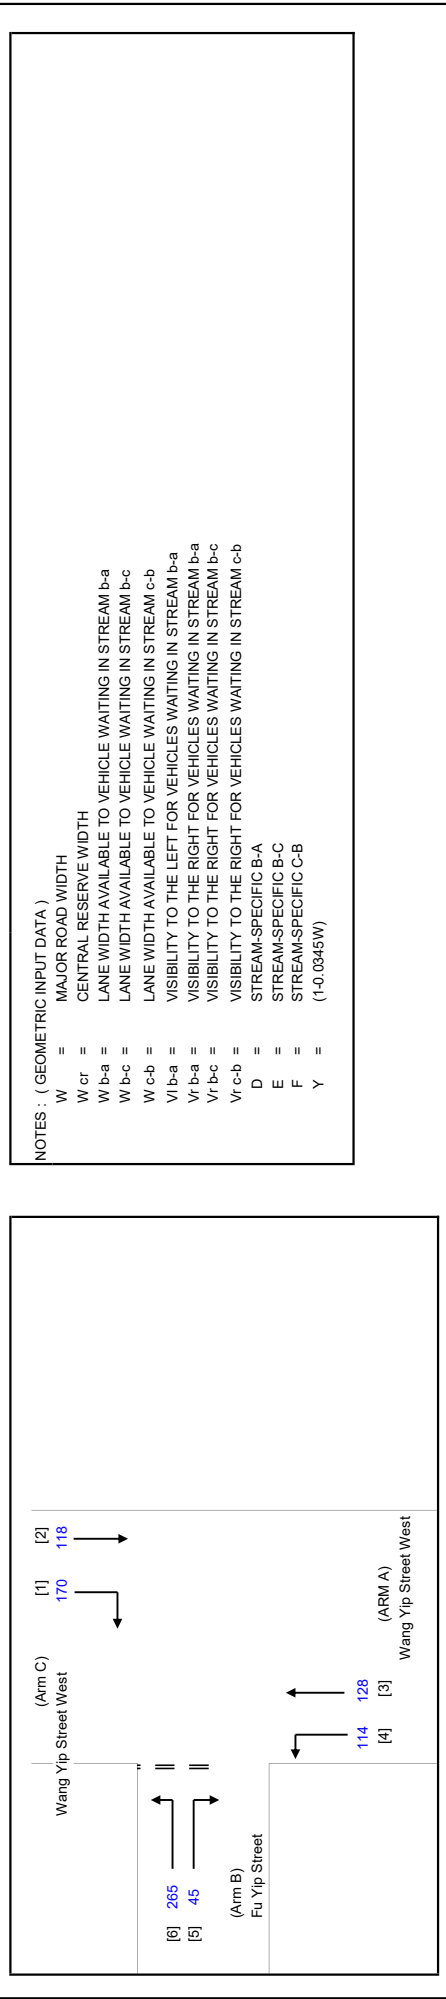 (Arm C)
Wang Yip Street West
[1] [2]
170 118
[6] 265
[5] 45
(Arm B)
Fu Yip Street
114 128
[4] [3]
(ARM A)
Wang Yip Street West
NOTES : ( GEOMETRIC INPUT DATA )
W = MAJOR ROAD WIDTH
W cr = CENTRAL RESERVE WIDTH
W b-a = LANE WIDTH AVAILABLE TO VEHICLE WAITING IN STREAM b-a
W b-c = LANE WIDTH AVAILABLE TO VEHICLE WAITING IN STREAM b-c
W c-b = LANE WIDTH AVAILABLE TO VEHICLE WAITING IN STREAM c-b
Vl b-a = VISIBILITY TO THE LEFT FOR VEHICLES WAITING IN STREAM b-a
Vr b-a = VISIBILITY TO THE RIGHT FOR VEHICLES WAITING IN STREAM b-a
Vr b-c = VISIBILITY TO THE RIGHT FOR VEHICLES WAITING IN STREAM b-c
Vr c-b = VISIBILITY TO THE RIGHT FOR VEHICLES WAITING IN STREAM c-b
D = STREAM-SPECIFIC B-A
E = STREAM-SPECIFIC B-C
F = STREAM-SPECIFIC C-B
Y = (1-0.0345W)